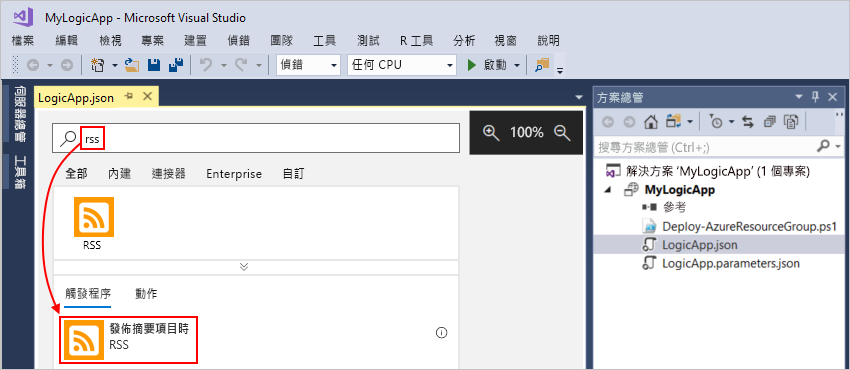 MyLogicApp - Microsoft Visual Studio
檔案 編輯 檢視 專案 建置 偵錯 團隊 工具 測試 R 工具 分析 視窗 說明
偵錯 任何 CPU 啟動
伺服器總管
工具箱
LogicApp.json
rss
100%
全部 內建 連接器 Enterprise 自訂
RSS
觸發程序 動作
發佈摘要項目時
RSS
方案總管
搜尋方案總管 (Ctrl+;)
解決方案 'MyLogicApp' (1 個專案)
MyLogicApp
參考
Deploy-AzureResourceGroup.ps1
LogicApp.json
LogicApp.parameters.json